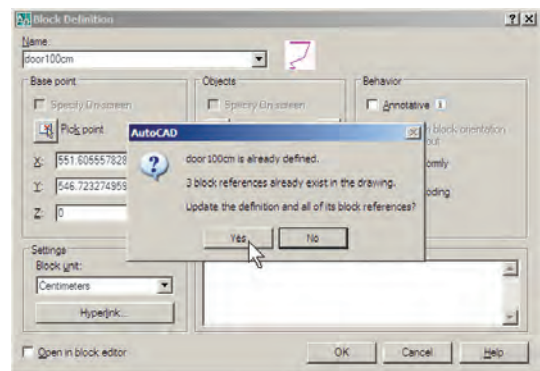 Block Definition
Name:
door100cm
Base point
Objects
Behavior
Specify On-screen
Specify On-screen
Annotative
Pick point
block orientation
X: 551.605557828
Y: 546.723274959
Z: 0
AutoCAD
door100cm is already defined.
3 block references already exist in the drawing.
Update the definition and all of its block references?
Yes
No
omly
oding
Settings
Block unit:
Centimeters
Hyperlink...
Open in block editor
OK
Cancel
Help